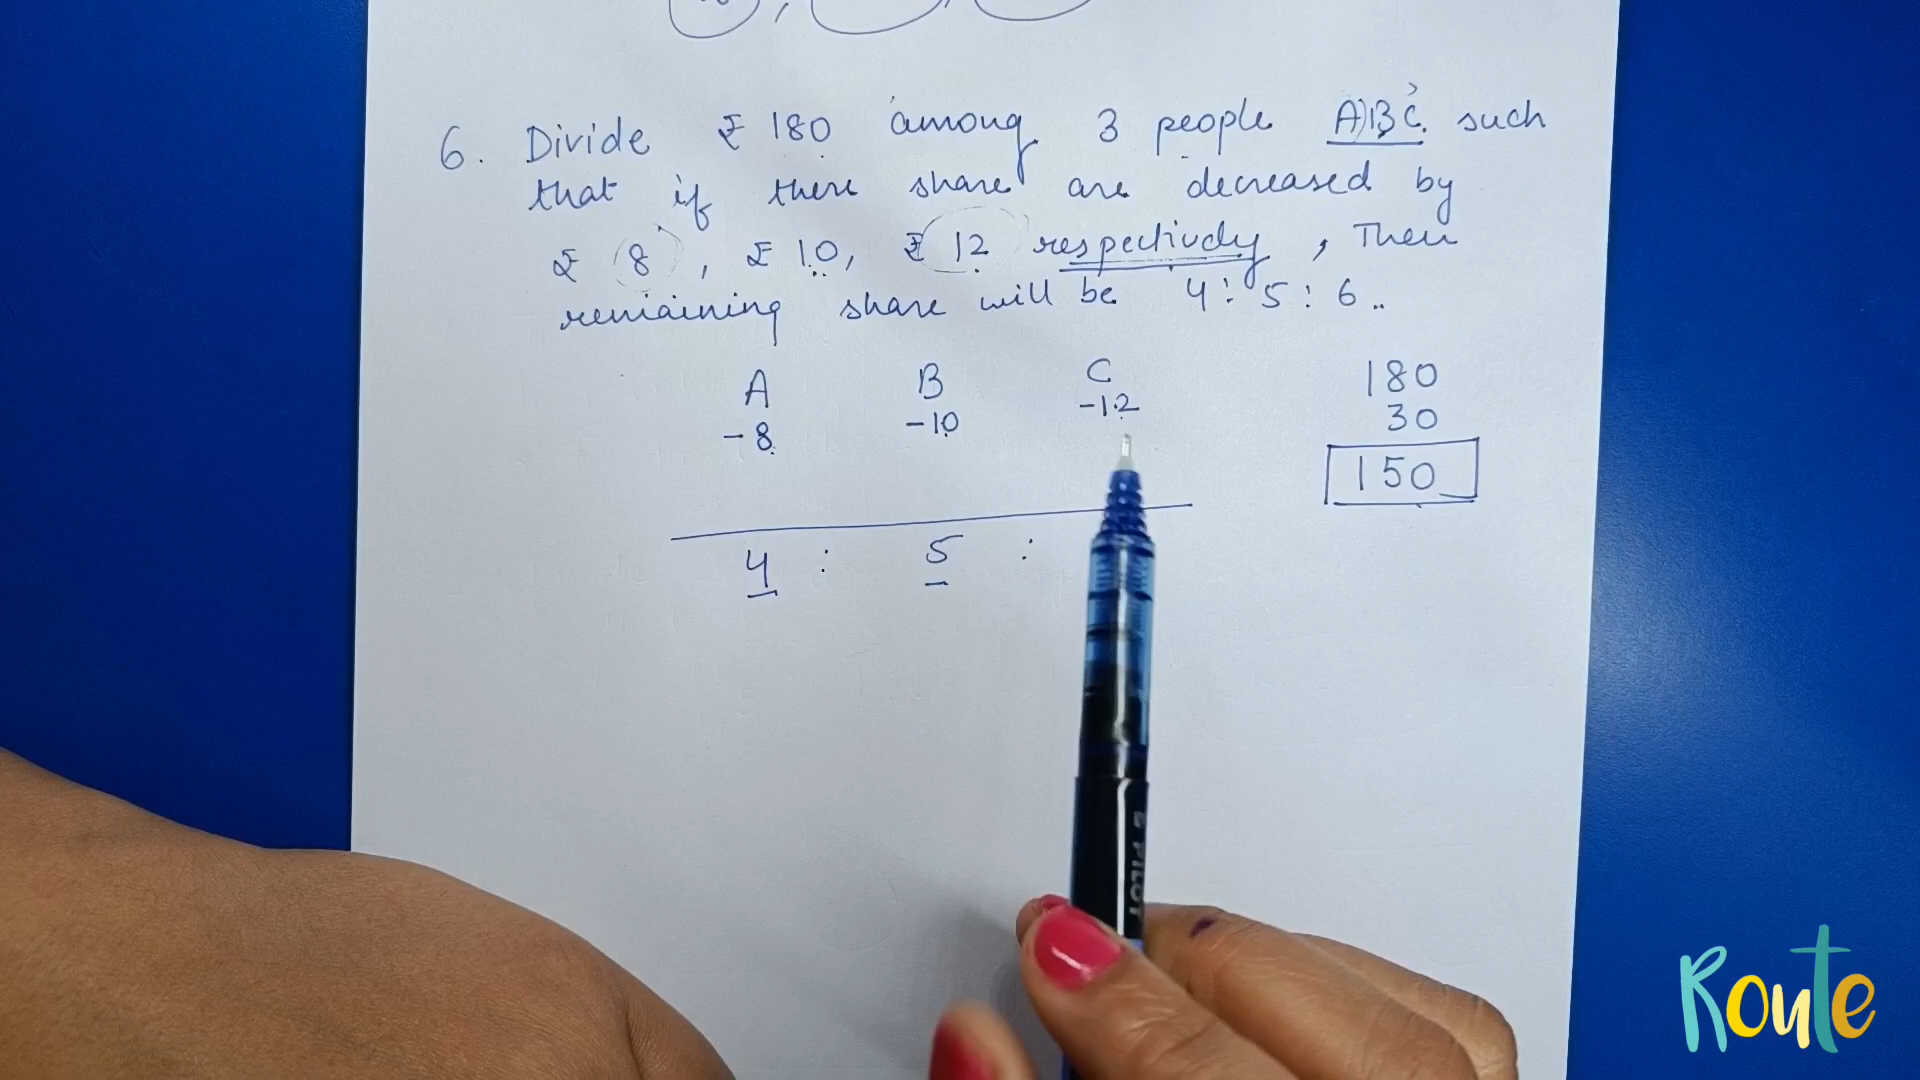 6. Divide ₹ 180 among 3 people A, B, C. such
that if there share are decreased by
₹ 8, ₹ 10, ₹ 12 respectively, Then
remaining share will be 4 : 5 : 6..
A B C
-8 -10 -12
180
30
150
4 : 5 :
PILOT
Route